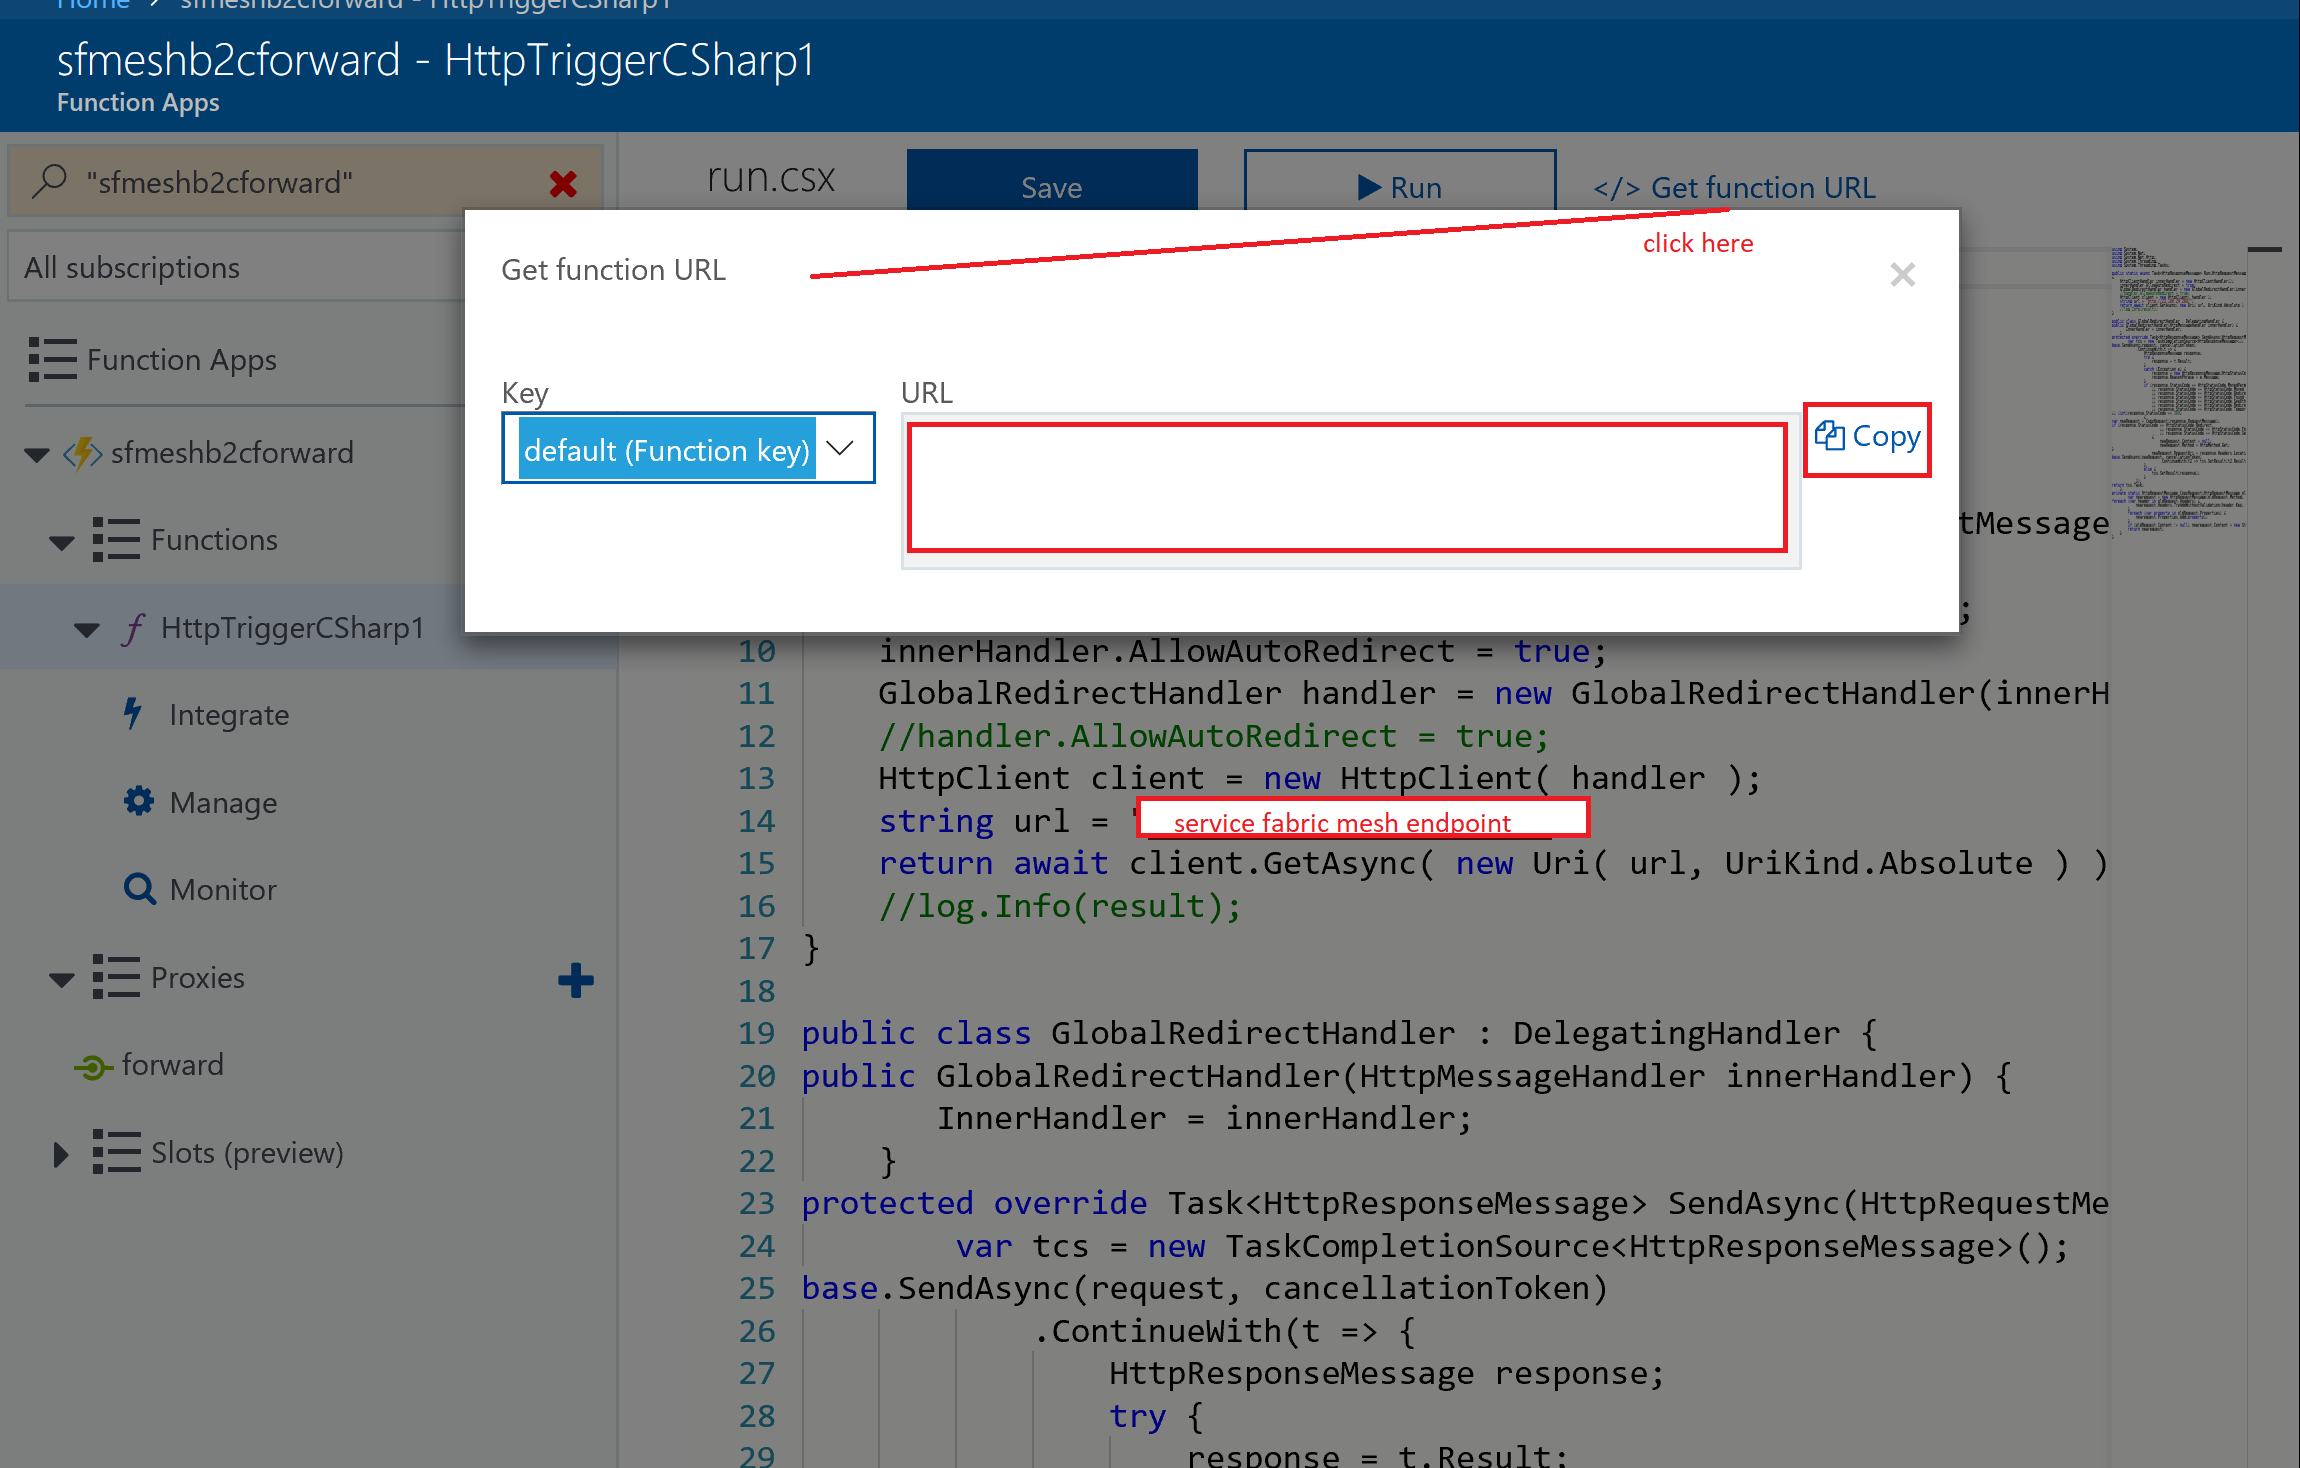 Home > sfmeshb2cforward - HttpTriggerCSharp1
sfmeshb2cforward - HttpTriggerCSharp1
Function Apps
"sfmeshb2cforward"
All subscriptions
Function Apps
sfmeshb2cforward
Functions
HttpTriggerCSharp1
Integrate
Manage
Monitor
Proxies
forward
Slots (preview)
run.csx
Save
Run
</> Get function URL
click here
Get function URL
Key
default (Function key)
URL
Copy
tMessage
;
10 innerHandler.AllowAutoRedirect = true;
11 GlobalRedirectHandler handler = new GlobalRedirectHandler(innerH
12 //handler.AllowAutoRedirect = true;
13 HttpClient client = new HttpClient( handler );
14 string url = " service fabric mesh endpoint
15 return await client.GetAsync( new Uri( url, UriKind.Absolute ) )
16 //log.Info(result);
17 }
18
19 public class GlobalRedirectHandler : DelegatingHandler {
20 public GlobalRedirectHandler(HttpMessageHandler innerHandler) {
21 InnerHandler = innerHandler;
22 }
23 protected override Task<HttpResponseMessage> SendAsync(HttpRequestMe
24 var tcs = new TaskCompletionSource<HttpResponseMessage>();
25 base.SendAsync(request, cancellationToken)
26 .ContinueWith(t => {
27 HttpResponseMessage response;
28 try {
29 response = t.Result;